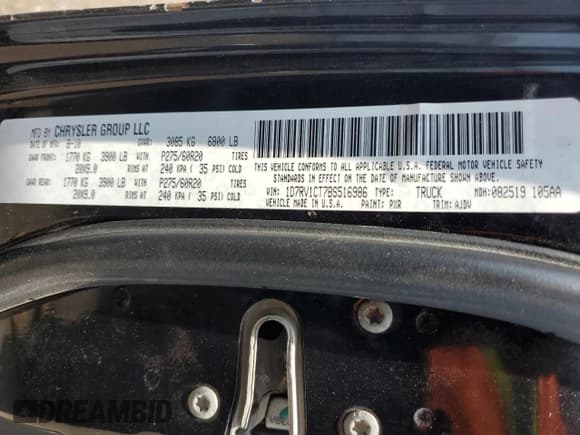 MFD BY CHRYSLER GROUP LLC
DATE OF MFR: 8-10 GVWR: 3085 KG 6800 LB
GAWR FRONT: 1770 KG 3900 LB WITH P275/60R20 TIRES
20X9.0 RIMS AT 240 KPA ( 35 PSI) COLD
GAWR REAR: 1770 KG 3900 LB WITH P275/60R20 TIRES
20X9.0 RIMS AT 240 KPA ( 35 PSI) COLD
THIS VEHICLE CONFORMS TO ALL APPLICABLE U.S.A. FEDERAL MOTOR VEHICLE SAFETY
STANDARDS IN EFFECT ON THE DATE OF MANUFACTURE SHOWN ABOVE
VIN: 1D7RV1CT7BS516986 TYPE: TRUCK MDH: 082519 105AA
VEHICLE MADE IN U.S.A. PAINT: PXR TRIM: AJDV
DREAMBID